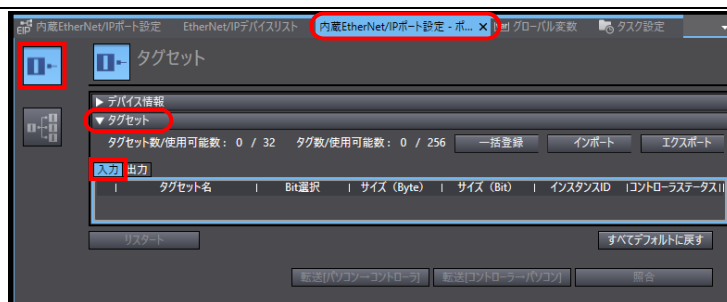 内蔵EtherNet/IPポート設定 EtherNet/IPデバイスリスト 内蔵EtherNet/IPポート設定 - ポ... グローバル変数 タスク設定
タグセット
▶ デバイス情報
▼ タグセット
タグセット数/使用可能数: 0 / 32 タグ数/使用可能数: 0 / 256 一括登録 インポート エクスポート
入力 出力
タグセット名 | Bit選択 | サイズ (Byte) | サイズ (Bit) | インスタンスID |コントローラステータス||
リスタート すべてデフォルトに戻す
転送[パソコン→コントローラ] 転送[コントローラ→パソコン] 照合